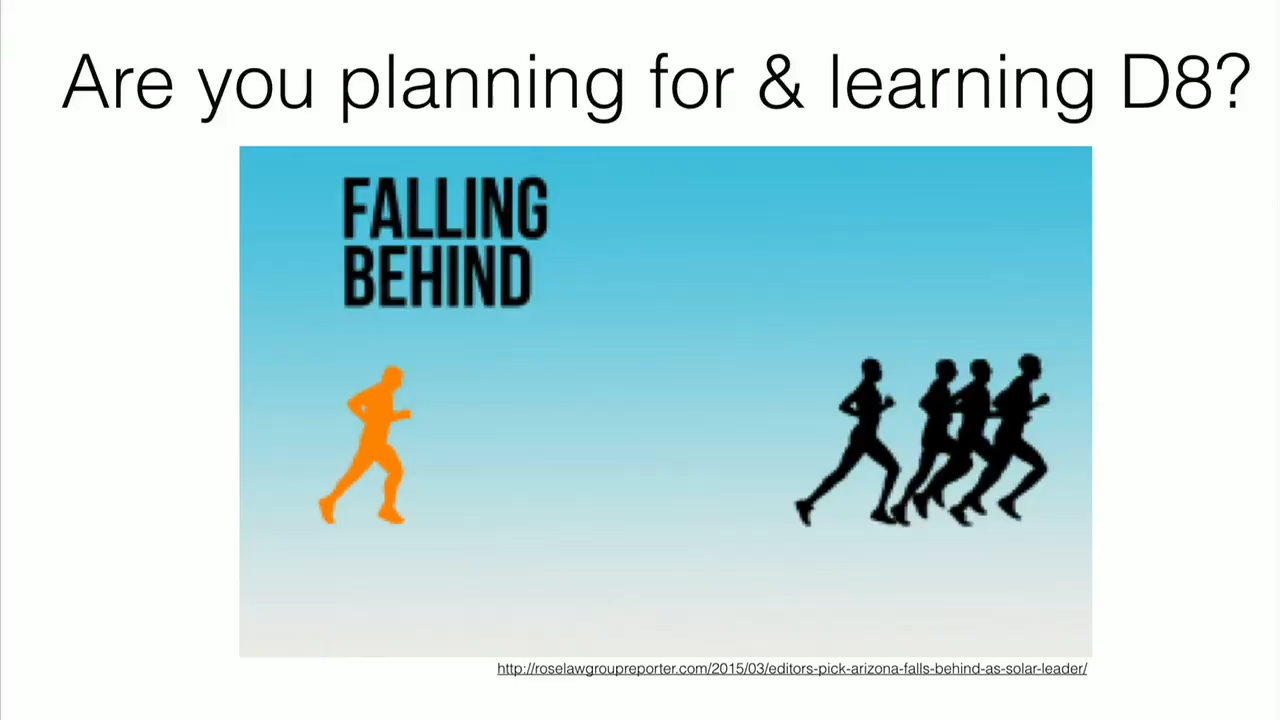 Are you planning for & learning D8?
FALLING
BEHIND
http://roselawgroupreporter.com/2015/03/editors-pick-arizona-falls-behind-as-solar-leader/